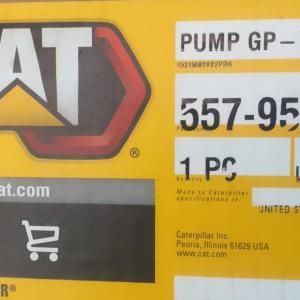 CAT
®
at.com
R®
PUMP GP-
557-95
1 PC U
Quantity
Made to Caterpillar
specifications in:
UNITED ST
Caterpillar Inc.
Peoria, Illinois 61629 USA
www.cat.com